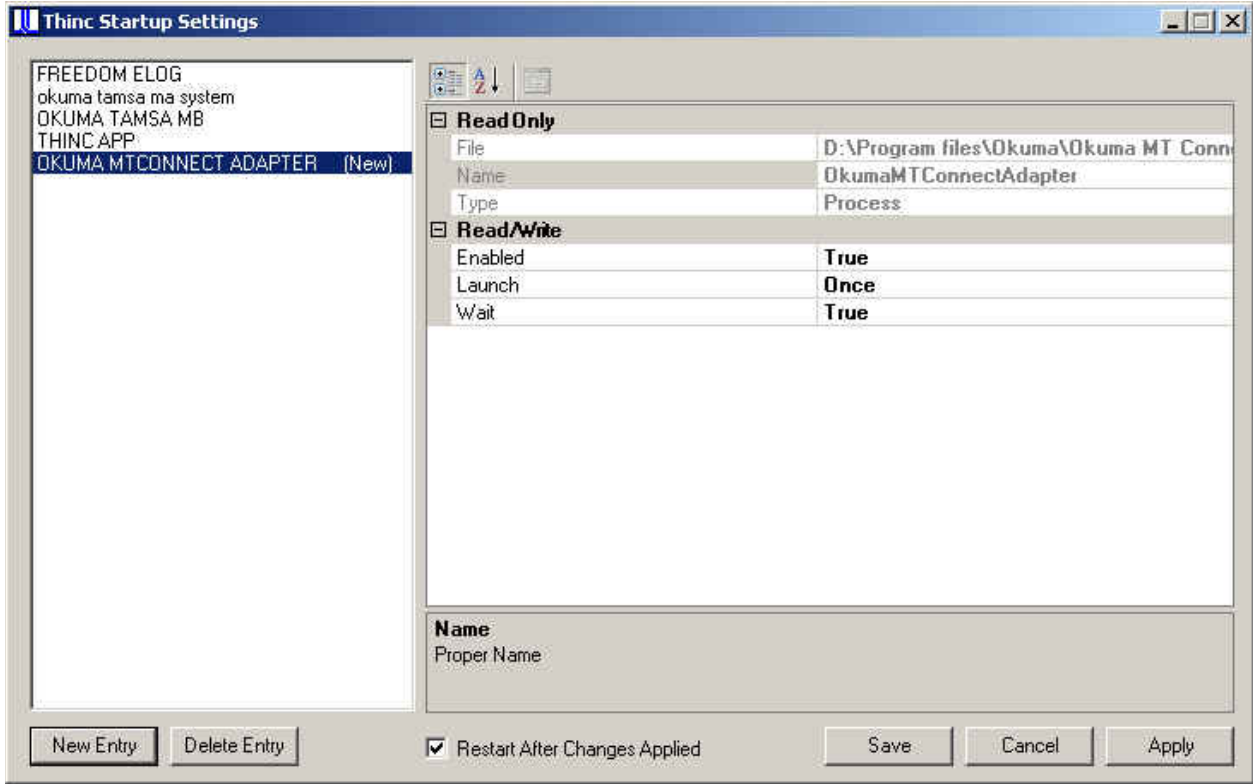 Thinc Startup Settings
FREEDOM ELOG
okuma tamsa ma system
OKUMA TAMSA MB
THINC APP
OKUMA MTCONNECT ADAPTER (New)
Read Only
File D:\Program files\Okuma\Okuma MT Conne
Name OkumaMTConnectAdapter
Type Process
Read/Write
Enabled True
Launch Once
Wait True
Name
Proper Name
New Entry Delete Entry Restart After Changes Applied Save Cancel Apply